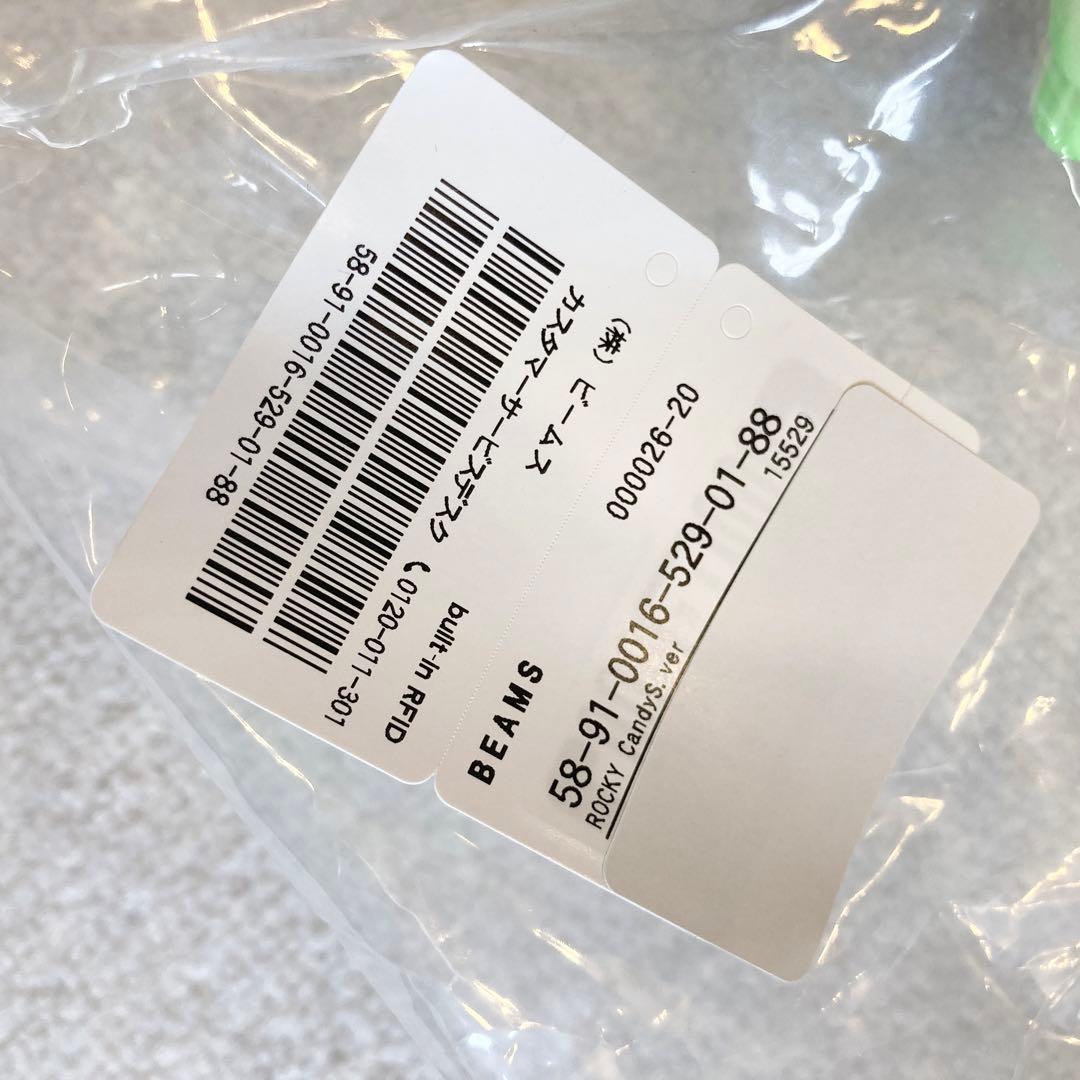 58-91-0016-529-01-88
カスタマーサービスデスク
0120-011-301
(株) ビームス
built-in RFID
000026-20
BEAMS
58-91-0016-529-01-88
15529
ROCKY CandyS. ver